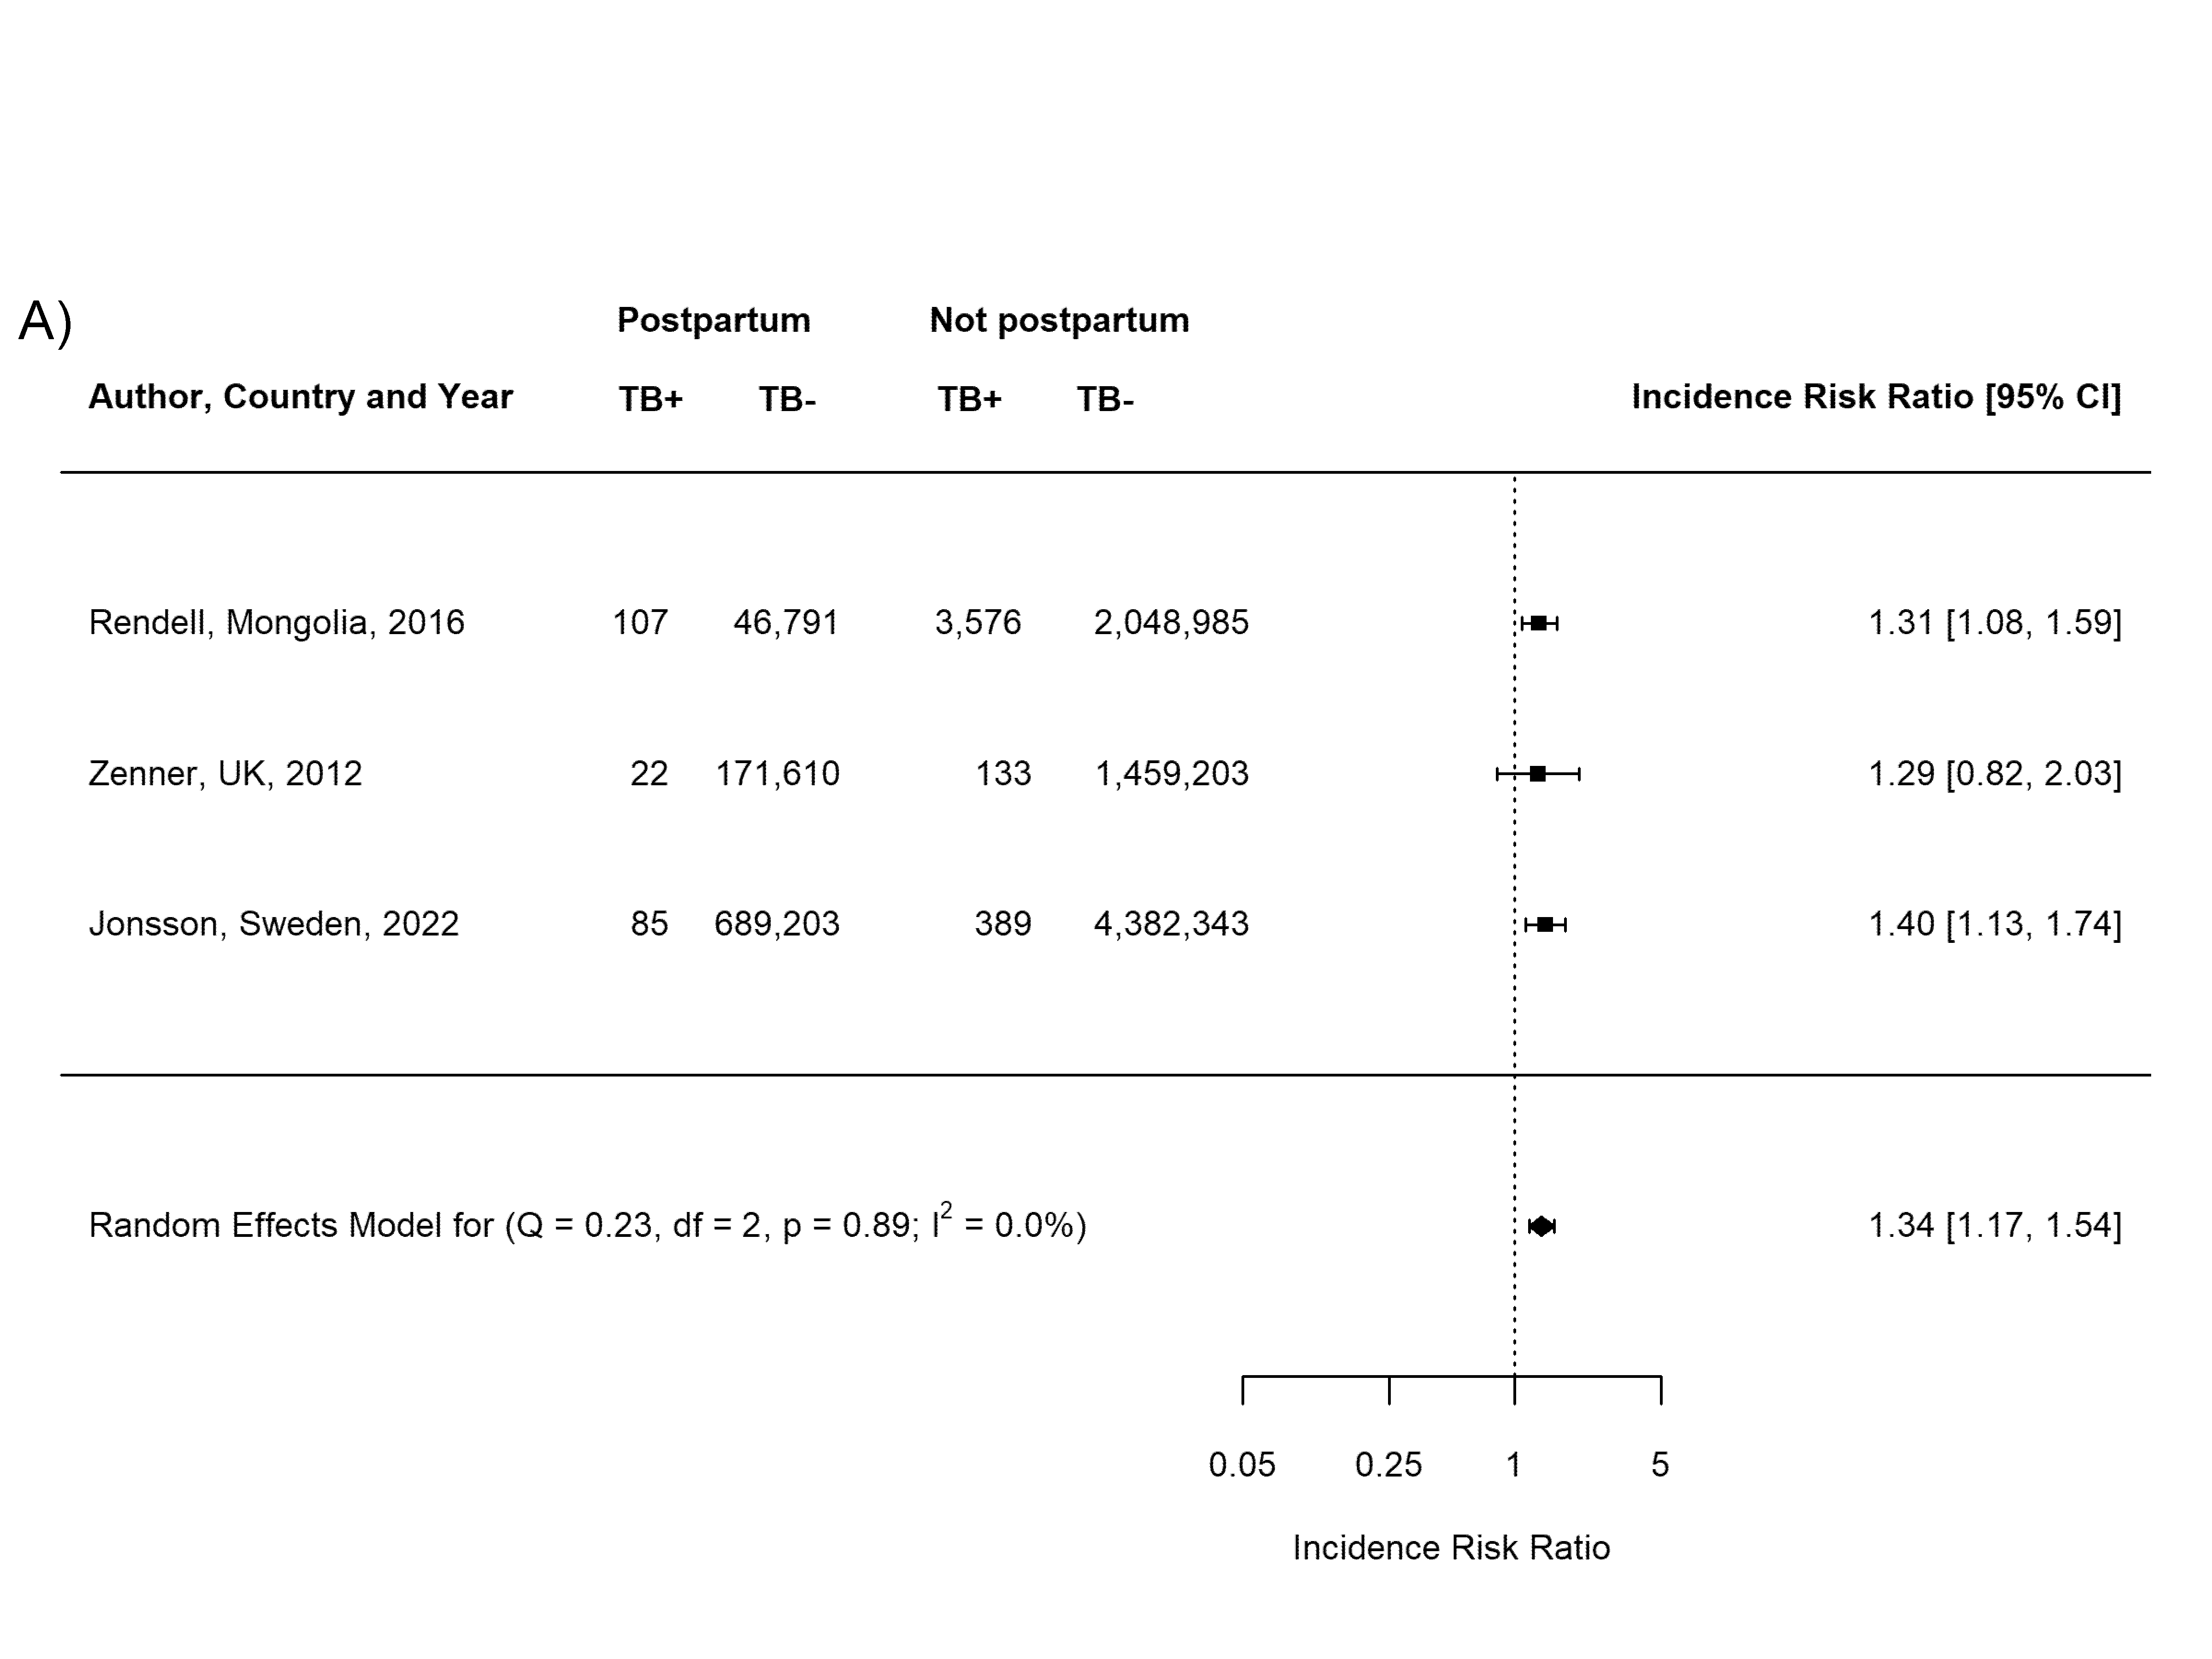 A)
Postpartum Not postpartum
Author, Country and Year TB+ TB- TB+ TB- Incidence Risk Ratio [95% CI]
Rendell, Mongolia, 2016 107 46,791 3,576 2,048,985 1.31 [1.08, 1.59]
Zenner, UK, 2012 22 171,610 133 1,459,203 1.29 [0.82, 2.03]
Jonsson, Sweden, 2022 85 689,203 389 4,382,343 1.40 [1.13, 1.74]
Random Effects Model for (Q = 0.23, df = 2, p = 0.89; I² = 0.0%) 1.34 [1.17, 1.54]
0.05 0.25 1 5
Incidence Risk Ratio